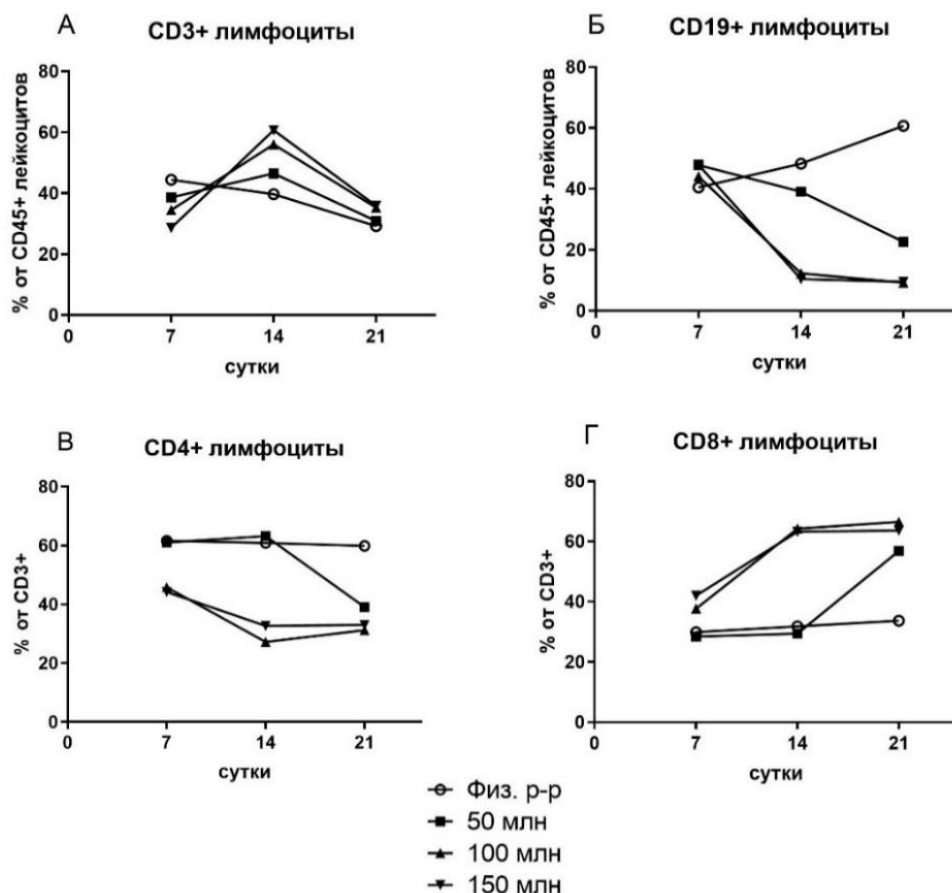 А
CD3+ лимфоциты
% от CD45+ лейкоцитов
80
60
40
20
0
0
7
14
21
сутки
Б
CD19+ лимфоциты
% от CD45+ лейкоцитов
80
60
40
20
0
0
7
14
21
сутки
В
CD4+ лимфоциты
% от CD3+
80
60
40
20
0
0
7
14
21
сутки
Г
CD8+ лимфоциты
% от CD3+
80
60
40
20
0
0
7
14
21
сутки
Физ. р-р
50 млн
100 млн
150 млн